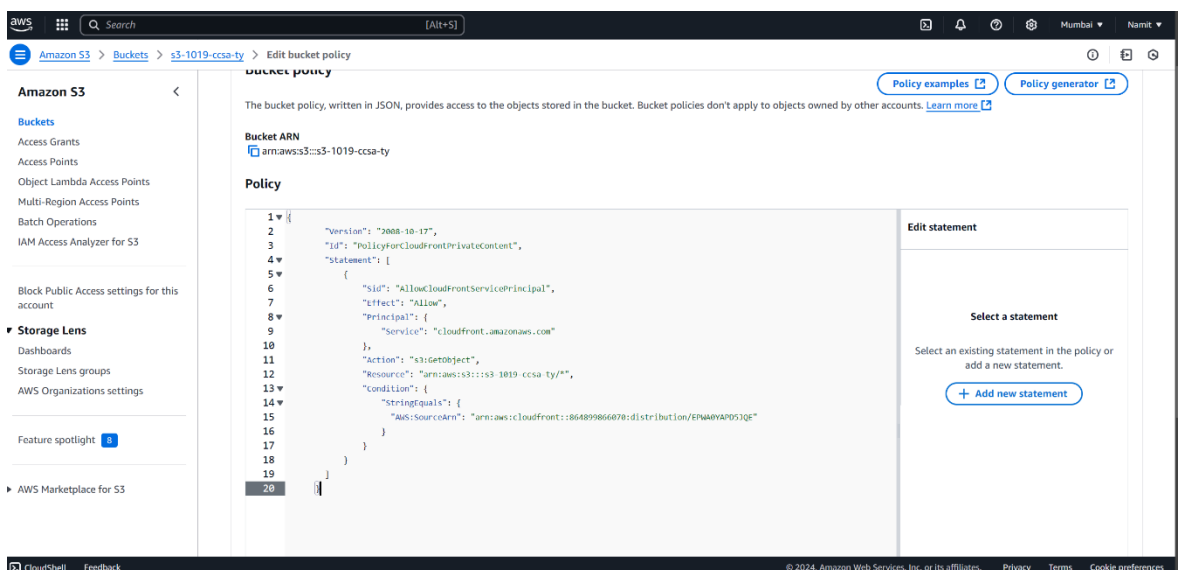 aws
Search [Alt+S] Mumbai Namit
Amazon S3 > Buckets > s3-1019-ccsa-ty > Edit bucket policy
Amazon S3
Buckets
Access Grants
Access Points
Object Lambda Access Points
Multi-Region Access Points
Batch Operations
IAM Access Analyzer for S3
Block Public Access settings for this
account
Storage Lens
Dashboards
Storage Lens groups
AWS Organizations settings
Feature spotlight 8
AWS Marketplace for S3
Bucket policy
Policy examples
Policy generator
The bucket policy, written in JSON, provides access to the objects stored in the bucket. Bucket policies don't apply to objects owned by other accounts. Learn more
Bucket ARN
arn:aws:s3:::s3-1019-ccsa-ty
Policy
1 {
2 "Version": "2008-10-17",
3 "Id": "PolicyForCloudFrontPrivateContent",
4 "Statement": [
5 {
6 "Sid": "AllowCloudFrontServicePrincipal",
7 "Effect": "Allow",
8 "Principal": {
9 "Service": "cloudfront.amazonaws.com"
10 },
11 "Action": "s3:GetObject",
12 "Resource": "arn:aws:s3:::s3-1019-ccsa-ty/*",
13 "Condition": {
14 "StringEquals": {
15 "AWS:SourceArn": "arn:aws:cloudfront::864899866070:distribution/EPWA0YAPD5JQE"
16 }
17 }
18 }
19 ]
20 }
Edit statement
Select a statement
Select an existing statement in the policy or
add a new statement.
+ Add new statement
CloudShell Feedback © 2024, Amazon Web Services, Inc. or its affiliates. Privacy Terms Cookie preferences